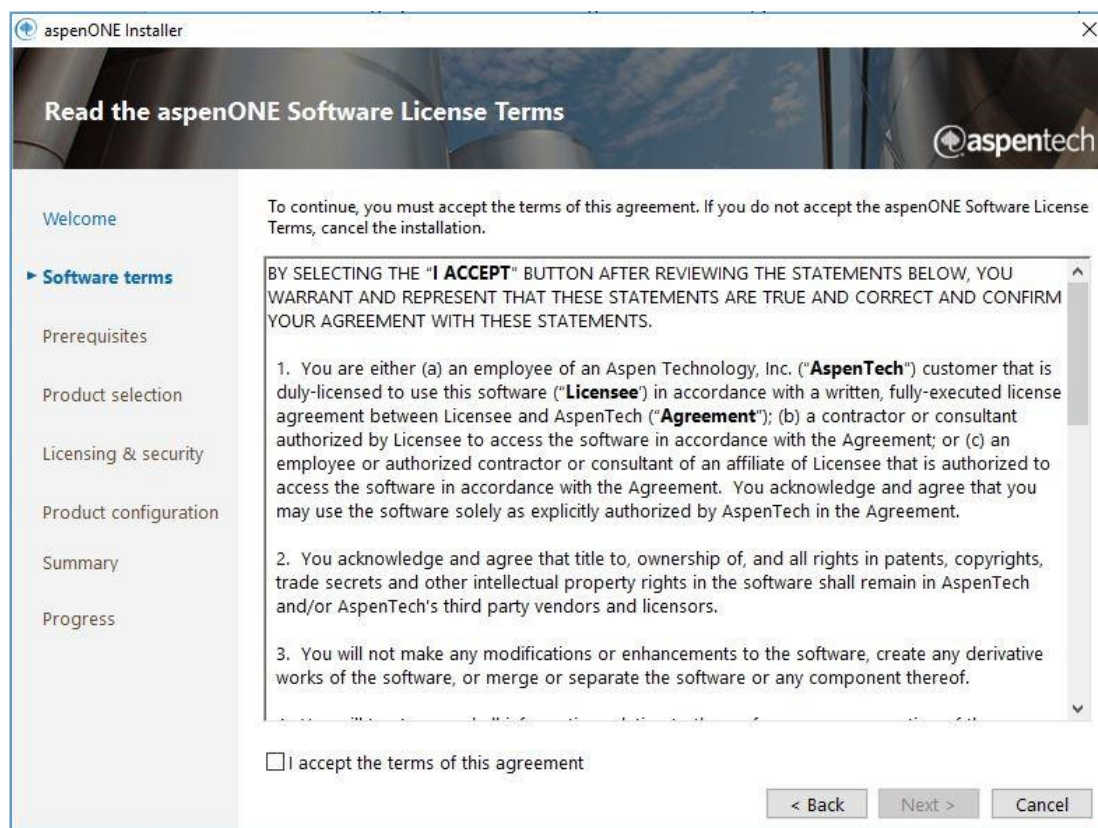 aspenONE Installer
Read the aspenONE Software License Terms
aspentech
Welcome
Software terms
Prerequisites
Product selection
Licensing & security
Product configuration
Summary
Progress
To continue, you must accept the terms of this agreement. If you do not accept the aspenONE Software License
Terms, cancel the installation.
BY SELECTING THE “I ACCEPT” BUTTON AFTER REVIEWING THE STATEMENTS BELOW, YOU
WARRANT AND REPRESENT THAT THESE STATEMENTS ARE TRUE AND CORRECT AND CONFIRM
YOUR AGREEMENT WITH THESE STATEMENTS.
1. You are either (a) an employee of an Aspen Technology, Inc. (“AspenTech”) customer that is
duly-licensed to use this software (“Licensee’) in accordance with a written, fully-executed license
agreement between Licensee and AspenTech (“Agreement”); (b) a contractor or consultant
authorized by Licensee to access the software in accordance with the Agreement; or (c) an
employee or authorized contractor or consultant of an affiliate of Licensee that is authorized to
access the software in accordance with the Agreement. You acknowledge and agree that you
may use the software solely as explicitly authorized by AspenTech in the Agreement.
2. You acknowledge and agree that title to, ownership of, and all rights in patents, copyrights,
trade secrets and other intellectual property rights in the software shall remain in AspenTech
and/or AspenTech's third party vendors and licensors.
3. You will not make any modifications or enhancements to the software, create any derivative
works of the software, or merge or separate the software or any component thereof.
I accept the terms of this agreement
< Back
Next >
Cancel